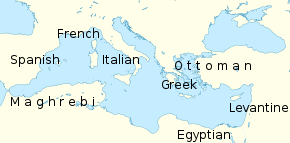 French
Spanish
Italian
Ottoman
Greek
Maghrebi
Levantine
Egyptian